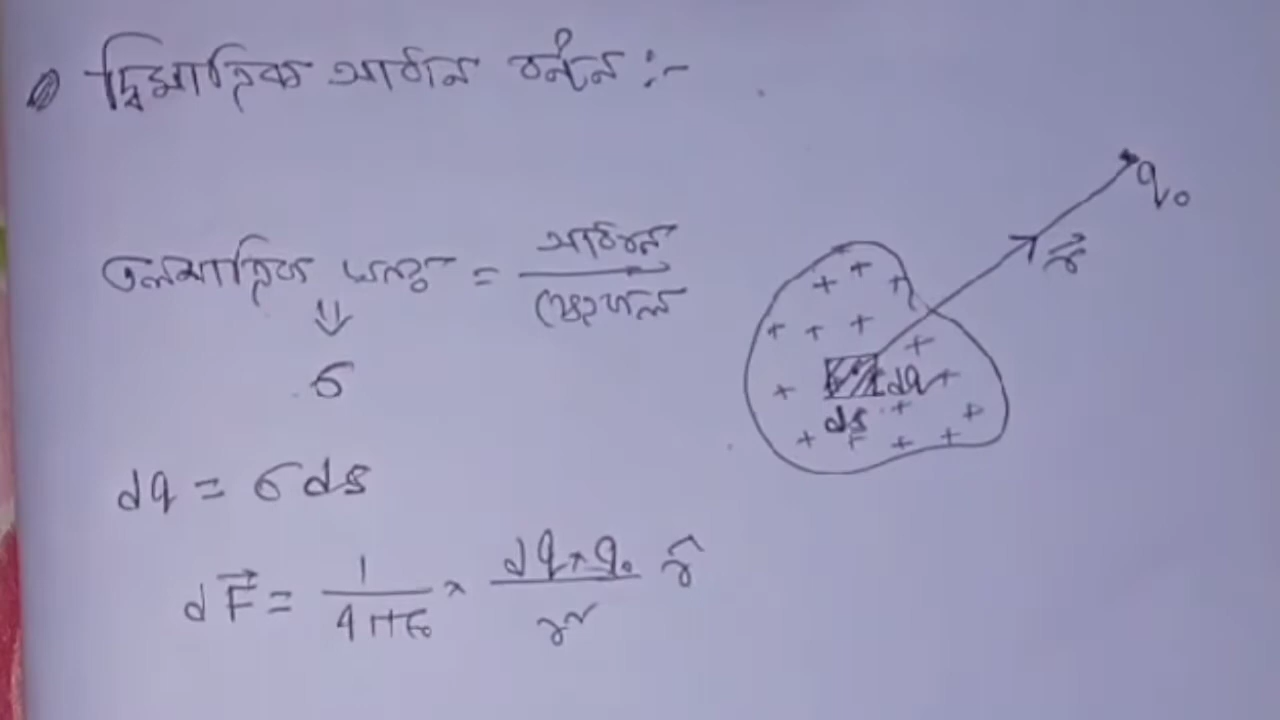 দ্বিমাত্রিক আধান বন্টন :-
তলমাত্রিক ঘনত্ব = আধান / ক্ষেত্রফল
⇓
σ
dq = σ ds
dF⃗ = 1/4πε₀ × dq × q₀ / r² r̂
q₀
r⃗
+ + +
+ + +
+
+ dq +
ds + +
+ + + +